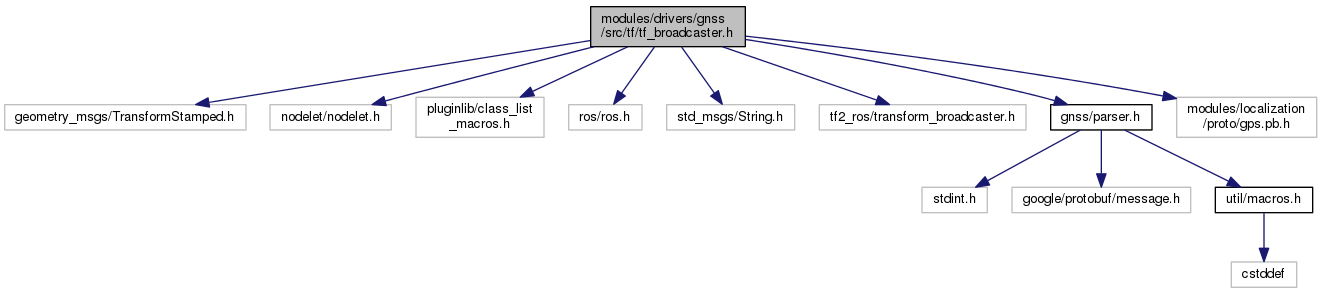 modules/drivers/gnss
/src/tf/tf_broadcaster.h
geometry_msgs/TransformStamped.h
nodelet/nodelet.h
pluginlib/class_list
_macros.h
ros/ros.h
std_msgs/String.h
tf2_ros/transform_broadcaster.h
gnss/parser.h
modules/localization
/proto/gps.pb.h
stdint.h
google/protobuf/message.h
util/macros.h
cstddef